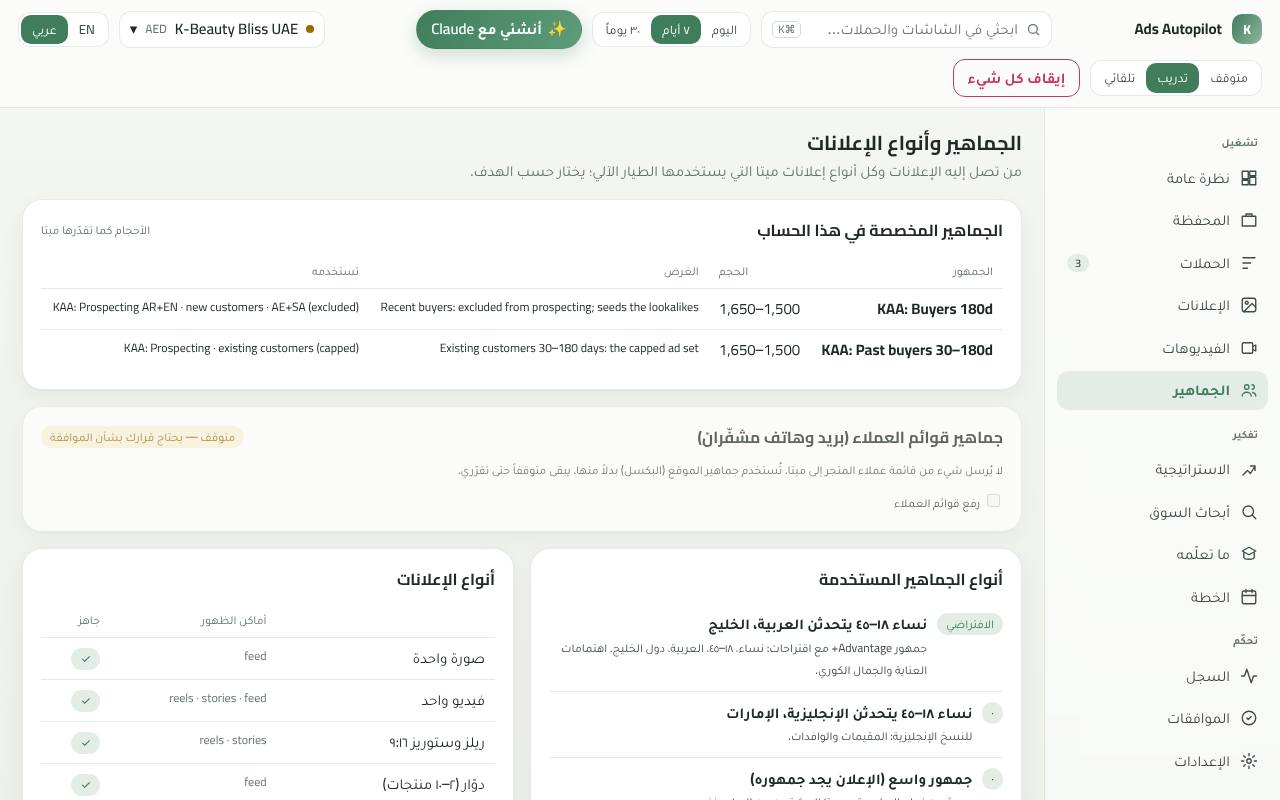 K
Ads Autopilot
ابحثي في الشاشات والحملات... K⌘
اليوم
٧ أيام
٣٠ يوماً
✨ أنشئي مع Claude
K-Beauty Bliss UAE AED ▾
EN
عربي
متوقف
تدريب
تلقائي
إيقاف كل شيء
تشغيل
نظرة عامة
المحفظة
الحملات 3
الإعلانات
الفيديوهات
الجماهير
تفكير
الاستراتيجية
أبحاث السوق
ما تعلّمه
الخطة
تحكّم
السجل
الموافقات
الإعدادات
الجماهير وأنواع الإعلانات
من تصل إليه الإعلانات وكل أنواع إعلانات ميتا التي يستخدمها الطيار الآلي؛ يختار حسب الهدف.
الجماهير المخصصة في هذا الحساب
الأحجام كما تقدّرها ميتا
الجمهور الحجم الغرض تستخدمه
KAA: Buyers 180d 1,650–1,500 Recent buyers: excluded from prospecting; seeds the lookalikes KAA: Prospecting AR+EN · new customers · AE+SA (excluded)
KAA: Past buyers 30–180d 1,650–1,500 Existing customers 30–180 days: the capped ad set KAA: Prospecting · existing customers (capped)
جماهير قوائم العملاء (بريد وهاتف مشفّران)
متوقف — يحتاج قرارك بشأن الموافقة
لا يُرسل شيء من قائمة عملاء المتجر إلى ميتا. تُستخدم جماهير الموقع (البكسل) بدلاً منها. يبقى متوقفاً حتى تقرّري.
رفع قوائم العملاء
أنواع الجماهير المستخدمة
الافتراضي
نساء ١٨–٤٥ يتحدثن العربية، الخليج
جمهور Advantage+ مع اقتراحات: نساء، ١٨–٤٥، العربية، دول الخليج، اهتمامات
العناية والجمال الكوري.
· نساء ١٨–٤٥ يتحدثن الإنجليزية، الإمارات
للنسخ الإنجليزية: المقيمات والوافدات.
· جمهور واسع (الإعلان يجد جمهوره)
أنواع الإعلانات
أماكن الظهور جاهز
صورة واحدة feed ✓
فيديو واحد reels · stories · feed ✓
ريلز وستوريز ٩:١٦ reels · stories ✓
دوّار (٢–١٠ منتجات) feed ✓